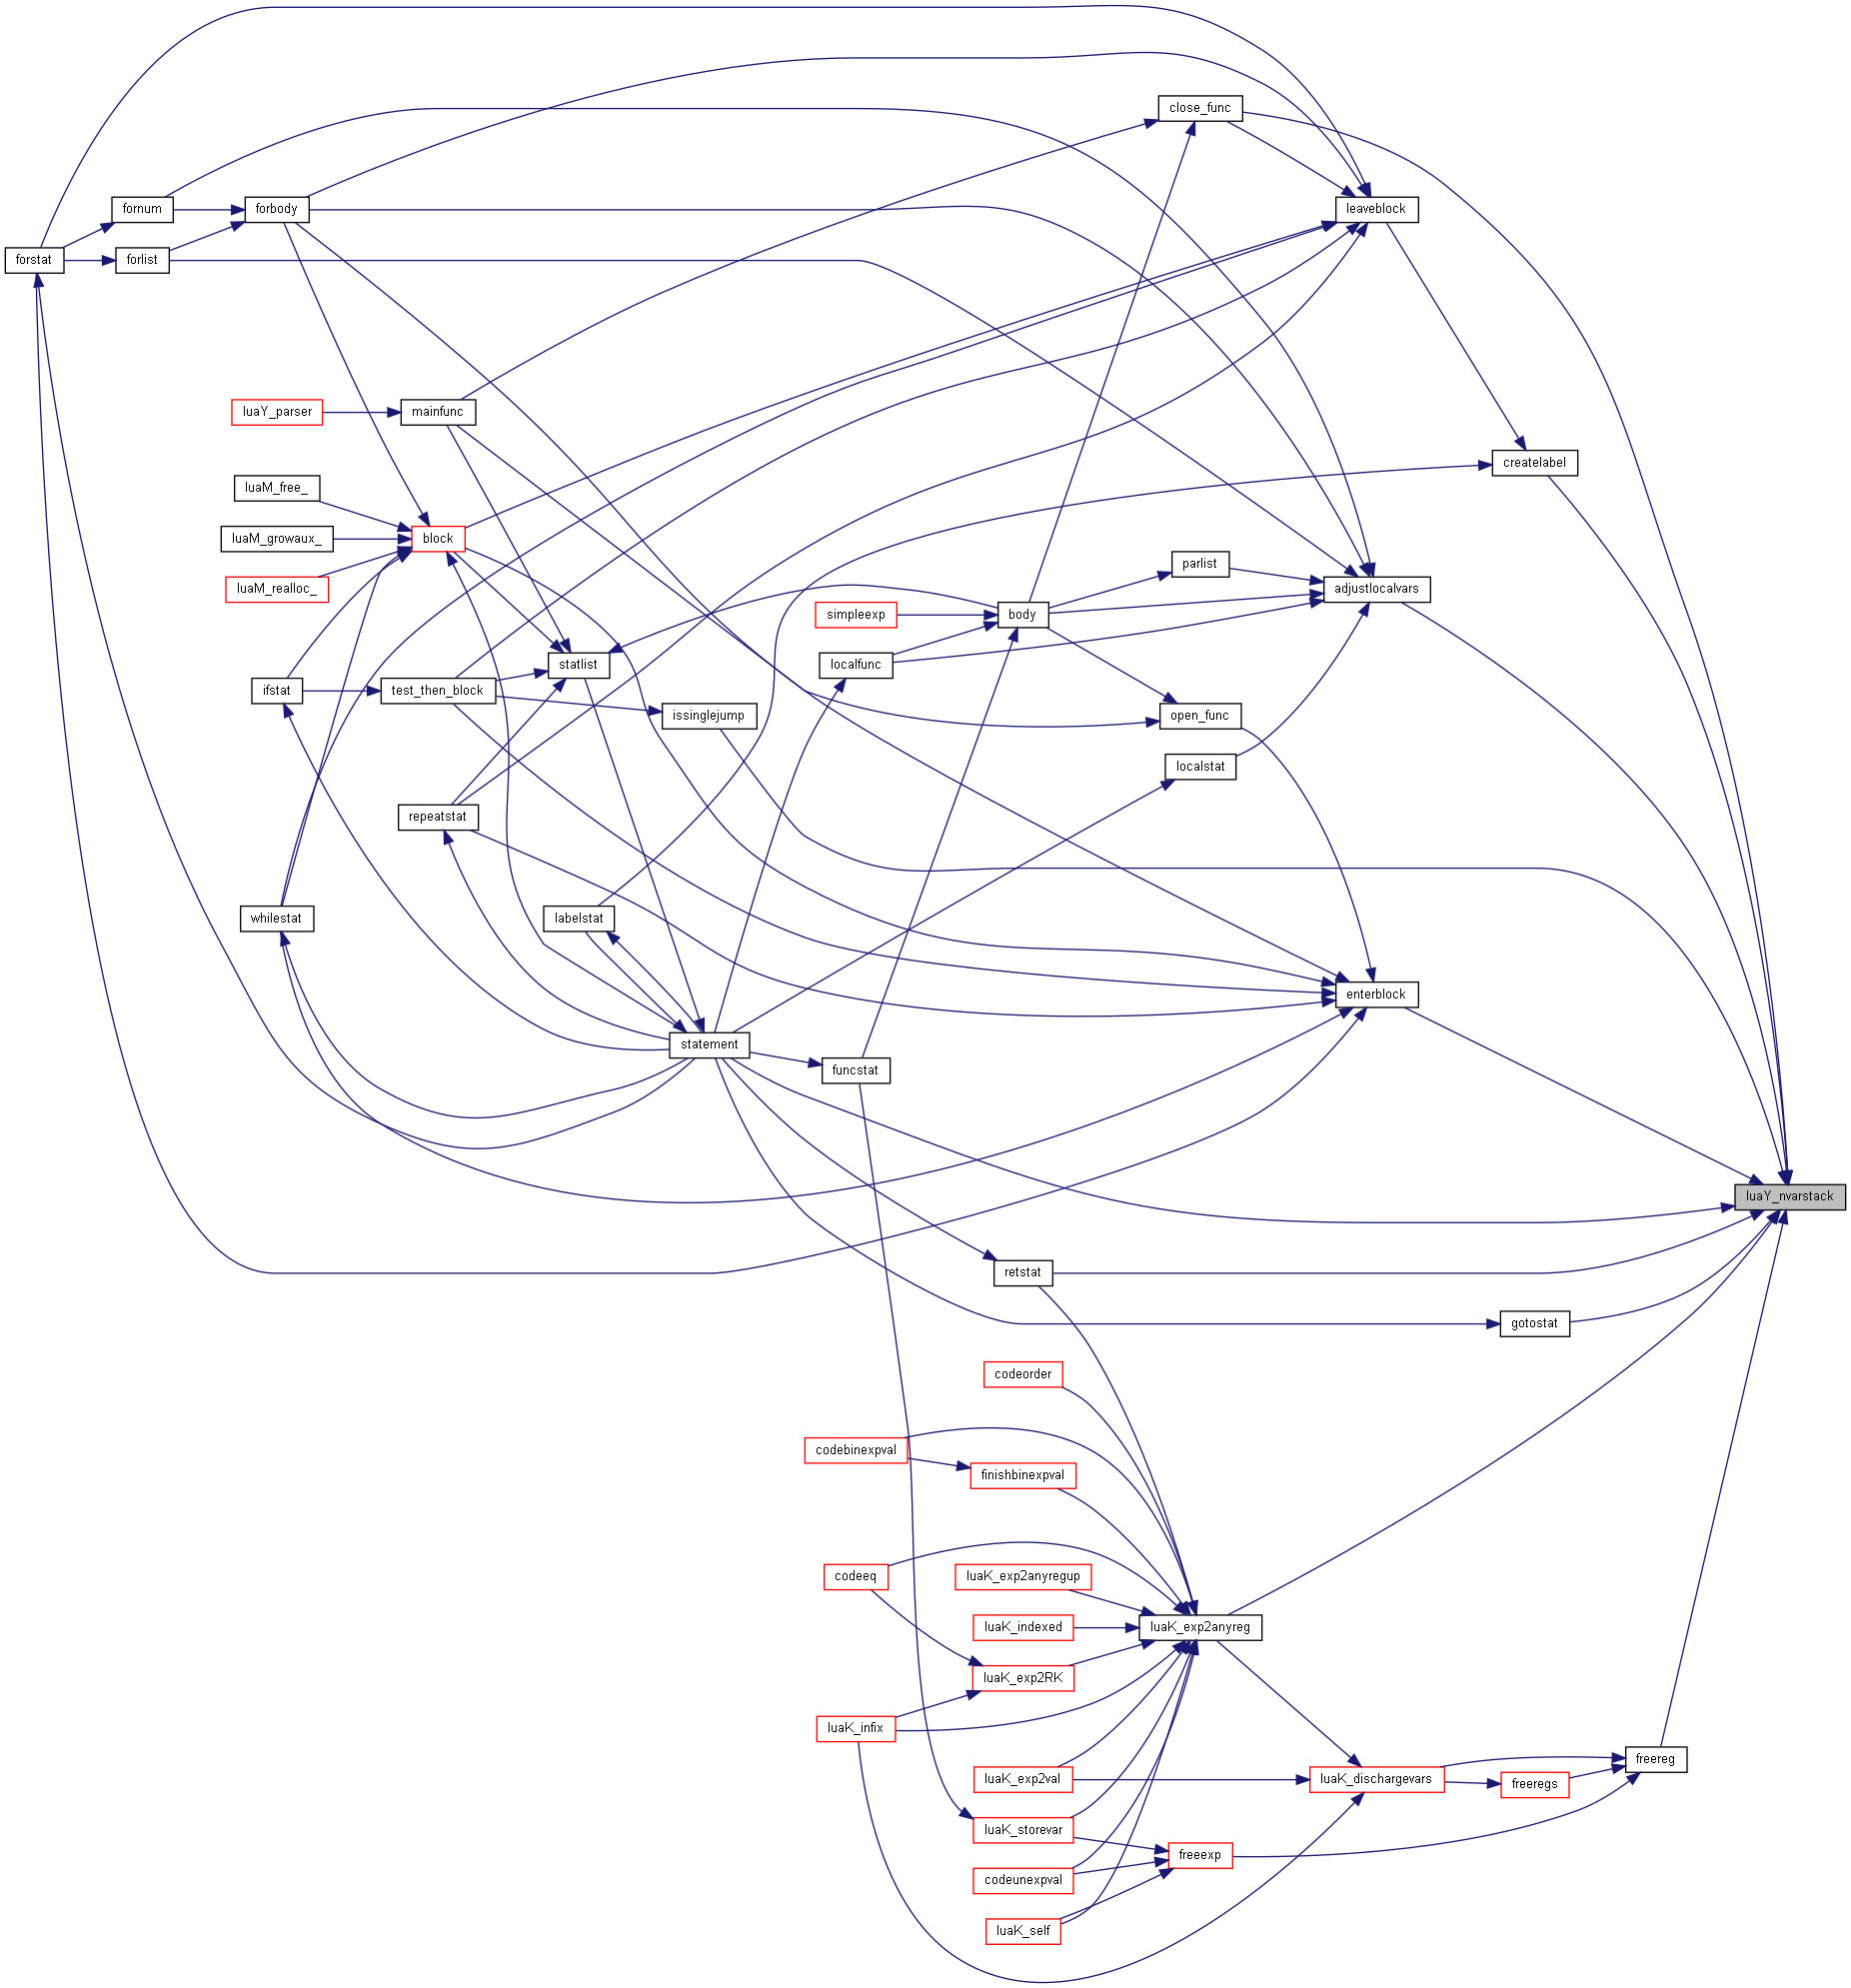 close_func
fornum
forbody
leaveblock
forstat
forlist
luaY_parser
mainfunc
createlabel
luaM_free_
luaM_growaux_
block
luaM_realloc_
parlist
adjustlocalvars
simpleexp
body
statlist
localfunc
ifstat
test_then_block
issinglejump
open_func
localstat
repeatstat
whilestat
labelstat
enterblock
statement
funcstat
luaY_nvarstack
retstat
gotostat
codeorder
codebinexpval
finishbinexpval
codeeq
luaK_exp2anyregup
luaK_indexed
luaK_exp2anyreg
luaK_exp2RK
luaK_infix
freereg
luaK_exp2val
luaK_dischargevars
freeregs
luaK_storevar
freeexp
codeunexpval
luaK_self